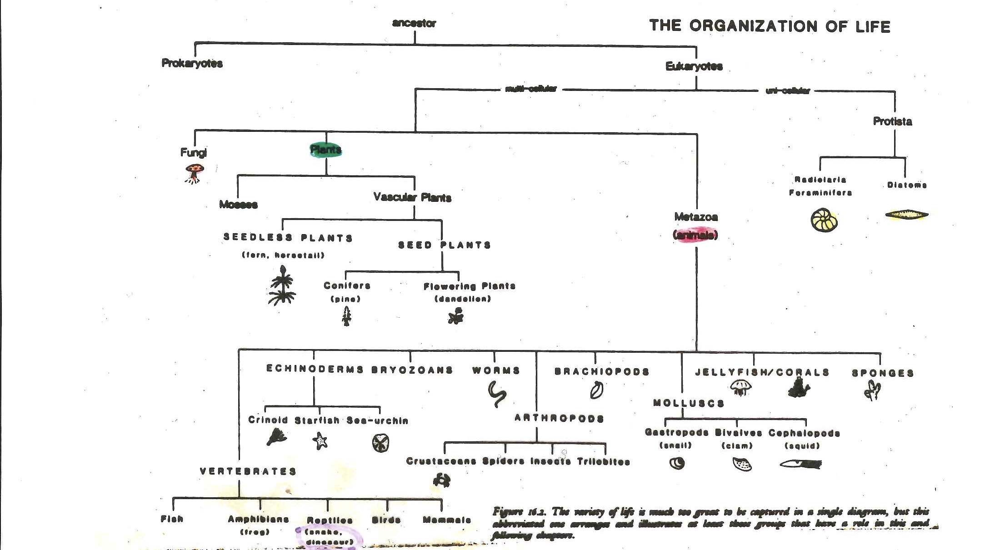 ancestor
THE ORGANIZATION OF LIFE
Prokaryotes
Eukaryotes
multi-cellular
uni-cellular
Protista
Fungi
Plants
Radiolaria
Foraminifera
Diatoms
Mosses
Vascular Plants
Metazoa
(animals)
SEEDLESS PLANTS
(fern, horsetail)
SEED PLANTS
Conifers
(pine)
Flowering Plants
(dandelion)
ECHINODERMS
BRYOZOANS
WORMS
BRACHIOPODS
JELLYFISH/CORALS
SPONGES
MOLLUSCS
Crinoid Starfish Sea-urchin
ARTHROPODS
Gastropods Bivalves Cephalopods
(snail) (clam) (squid)
Crustaceans Spiders Insects Trilobites
VERTEBRATES
Fish
Amphibians
(frog)
Reptiles
(snake,
dinosaur)
Birds
Mammals
Figure 16.2. The variety of life is much too great to be captured in a single diagram, but this
abbreviated one arranges and illustrates at least those groups that have a role in this and
following chapters.